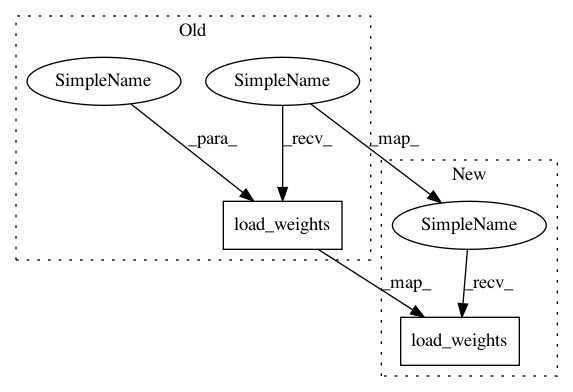 Old
SimpleName
SimpleName
_para_
_recv_
_map_
New
load_weights
SimpleName
_map_
_recv_
load_weights